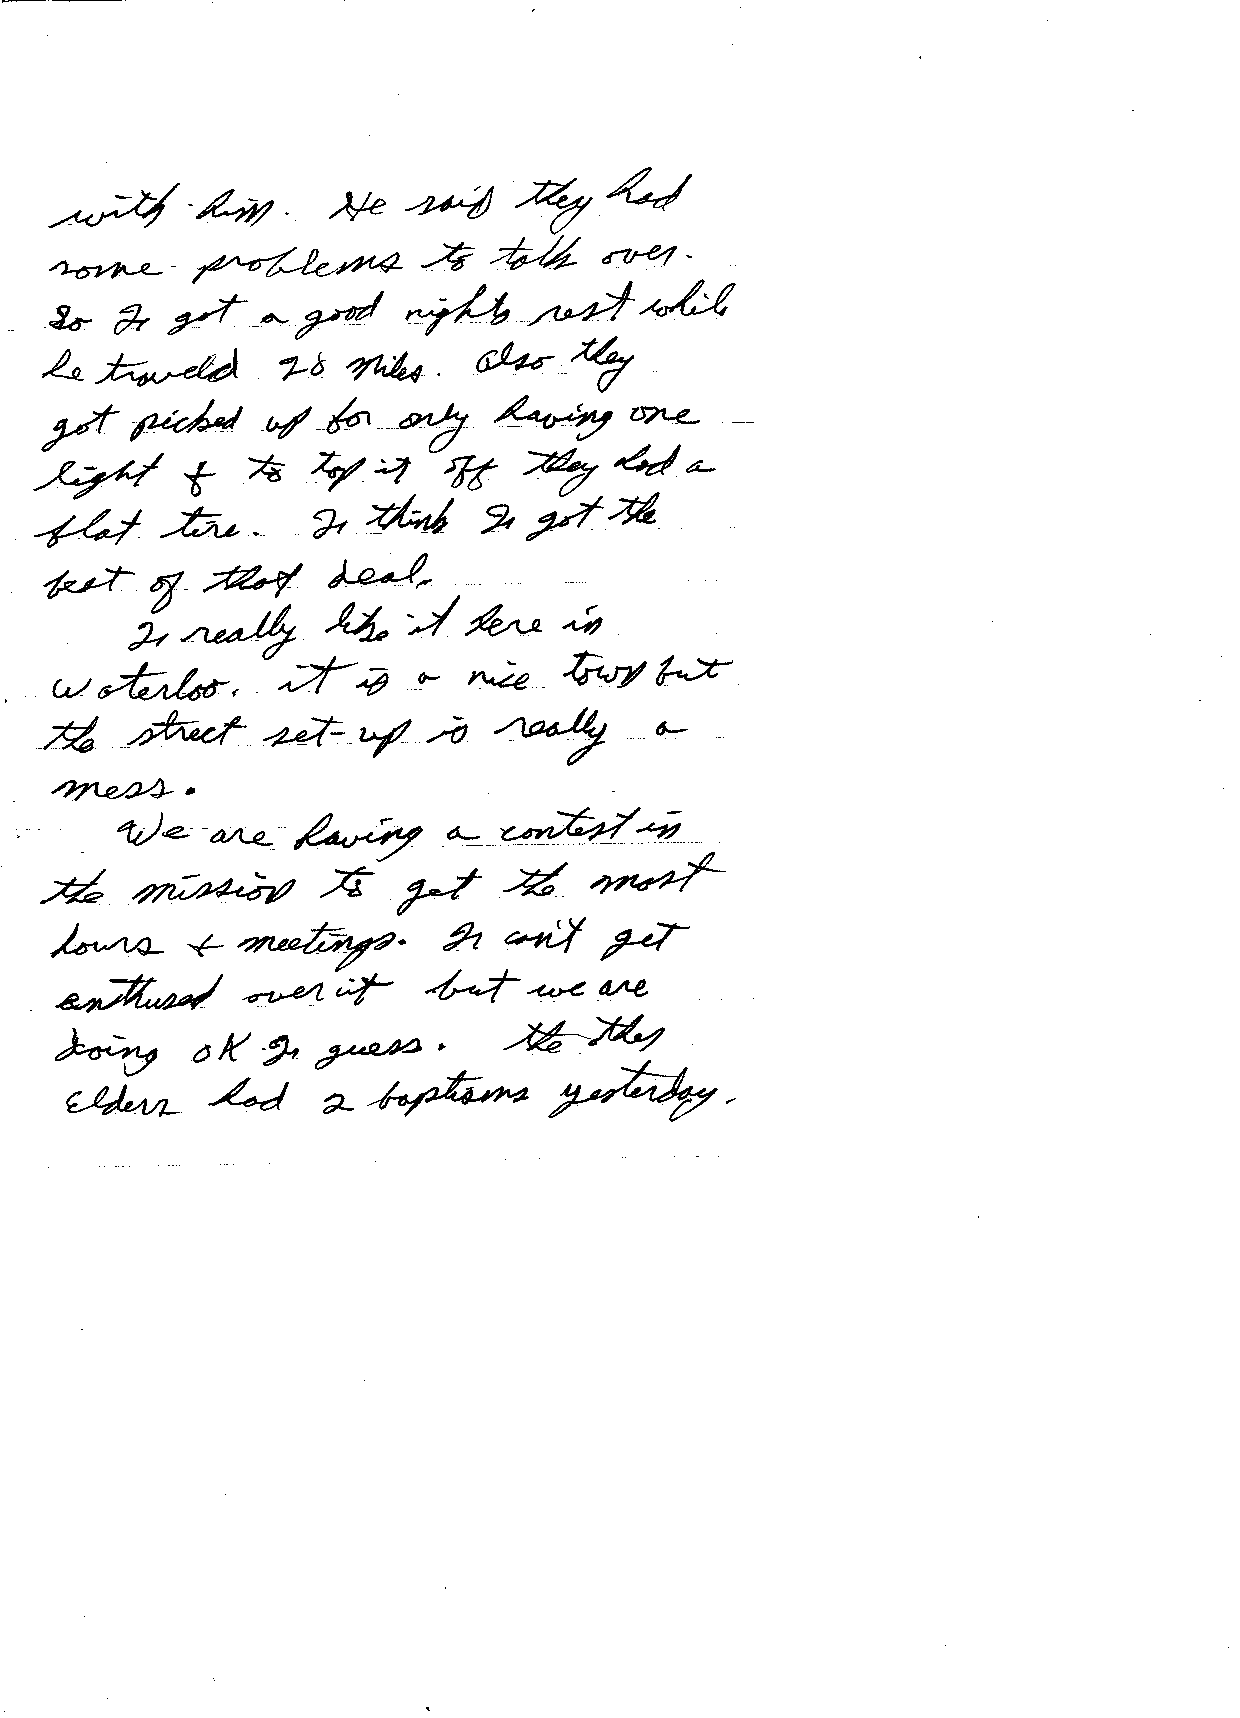 with him. He said they had
some problems to talk over.
So I got a good nights rest while
he traveld 28 miles. Also they
got picked up for only having one
light & to top it off they had a
flat tire. I think I got the
best of that deal.
I really like it here in
Waterloo. it is a nice town but
the street set-up is really a
mess.
We are having a contest in
the mission to get the most
hours + meetings. I can't get
enthused over it but we are
doing OK I guess. the
Elders had 2 baptisms yesterday.